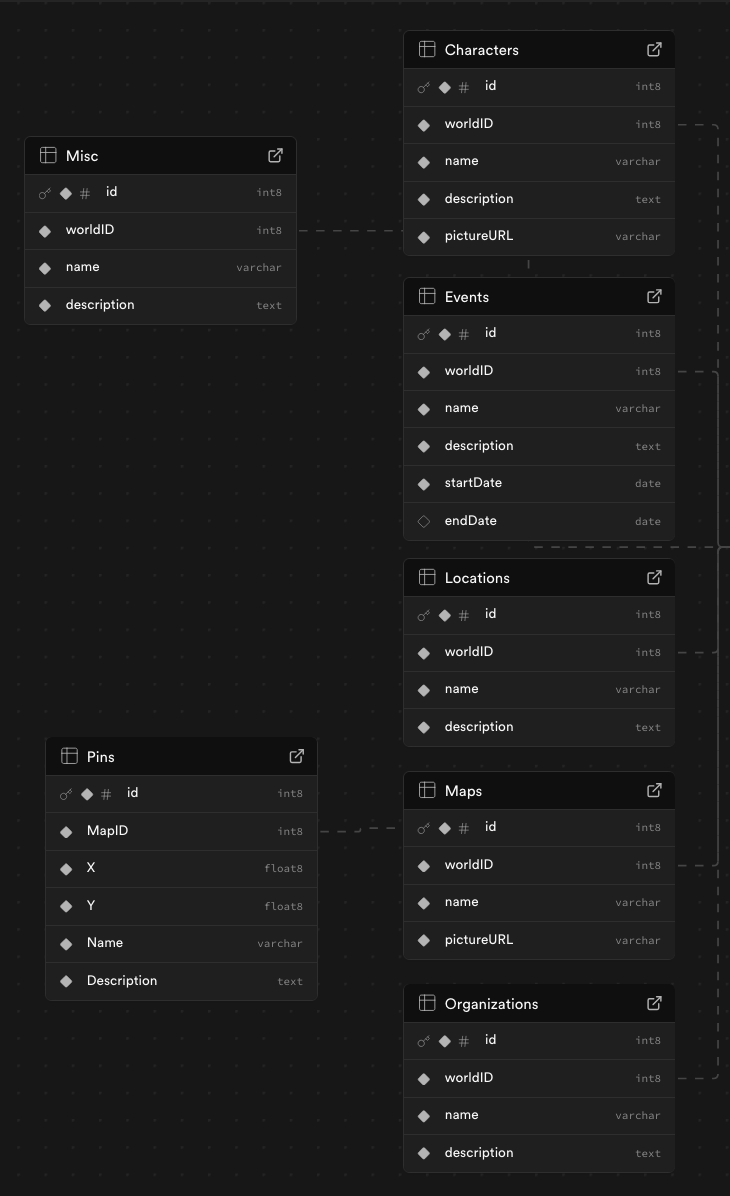 Misc
# id int8
worldID int8
name varchar
description text
Pins
# id int8
MapID int8
X float8
Y float8
Name varchar
Description text
Characters
# id int8
worldID int8
name varchar
description text
pictureURL varchar
Events
# id int8
worldID int8
name varchar
description text
startDate date
endDate date
Locations
# id int8
worldID int8
name varchar
description text
Maps
# id int8
worldID int8
name varchar
pictureURL varchar
Organizations
# id int8
worldID int8
name varchar
description text